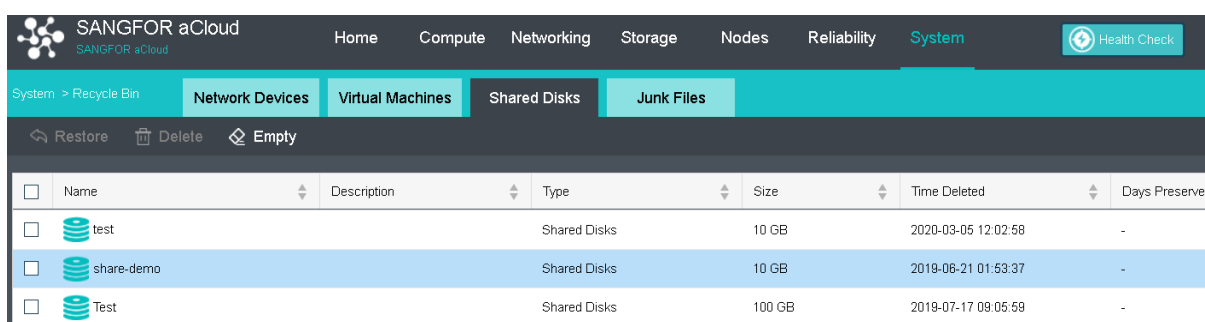 SANGFOR aCloud
SANGFOR aCloud
Home Compute Networking Storage Nodes Reliability System Health Check
System > Recycle Bin Network Devices Virtual Machines Shared Disks Junk Files
Restore Delete Empty
Name Description Type Size Time Deleted Days Preserve
test Shared Disks 10 GB 2020-03-05 12:02:58 -
share-demo Shared Disks 10 GB 2019-06-21 01:53:37 -
Test Shared Disks 100 GB 2019-07-17 09:05:59 -